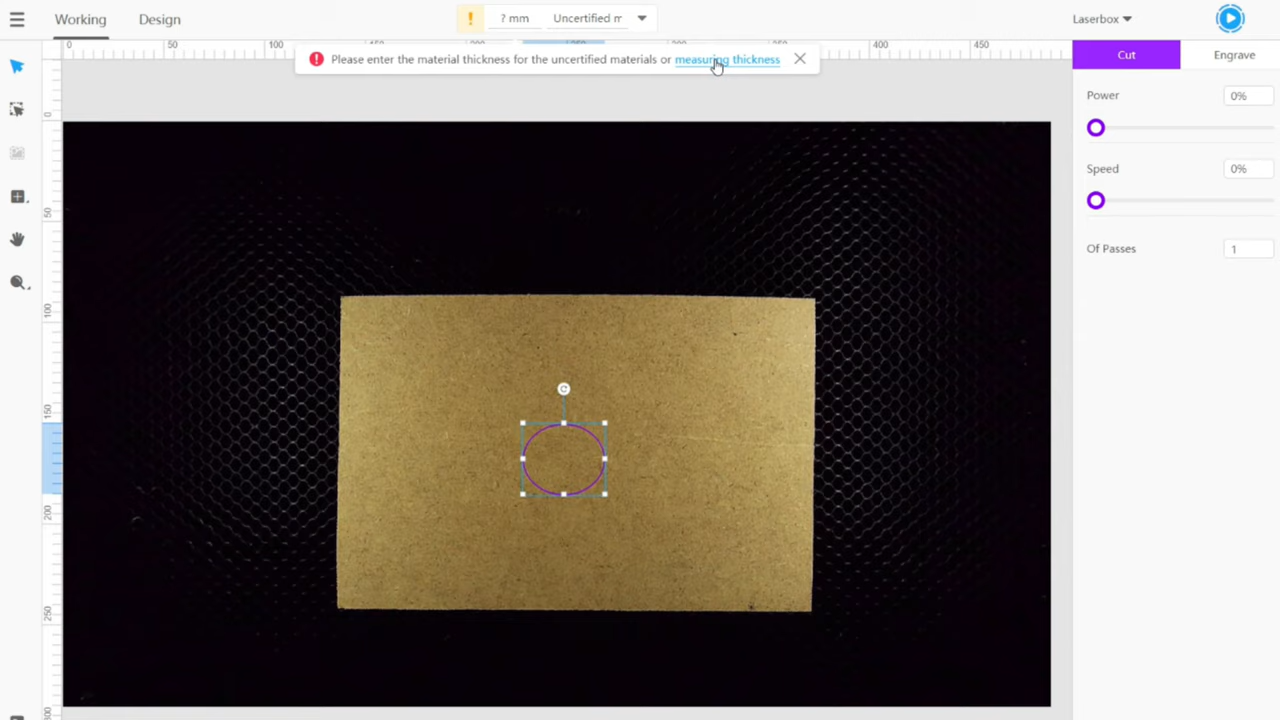 Working
Design
!
? mm
Uncertified m
Laserbox
0
50
100
400
450
Please enter the material thickness for the uncertified materials or measuring thickness
Cut
Engrave
Power
0%
Speed
0%
Of Passes
1
0
50
100
150
200
250